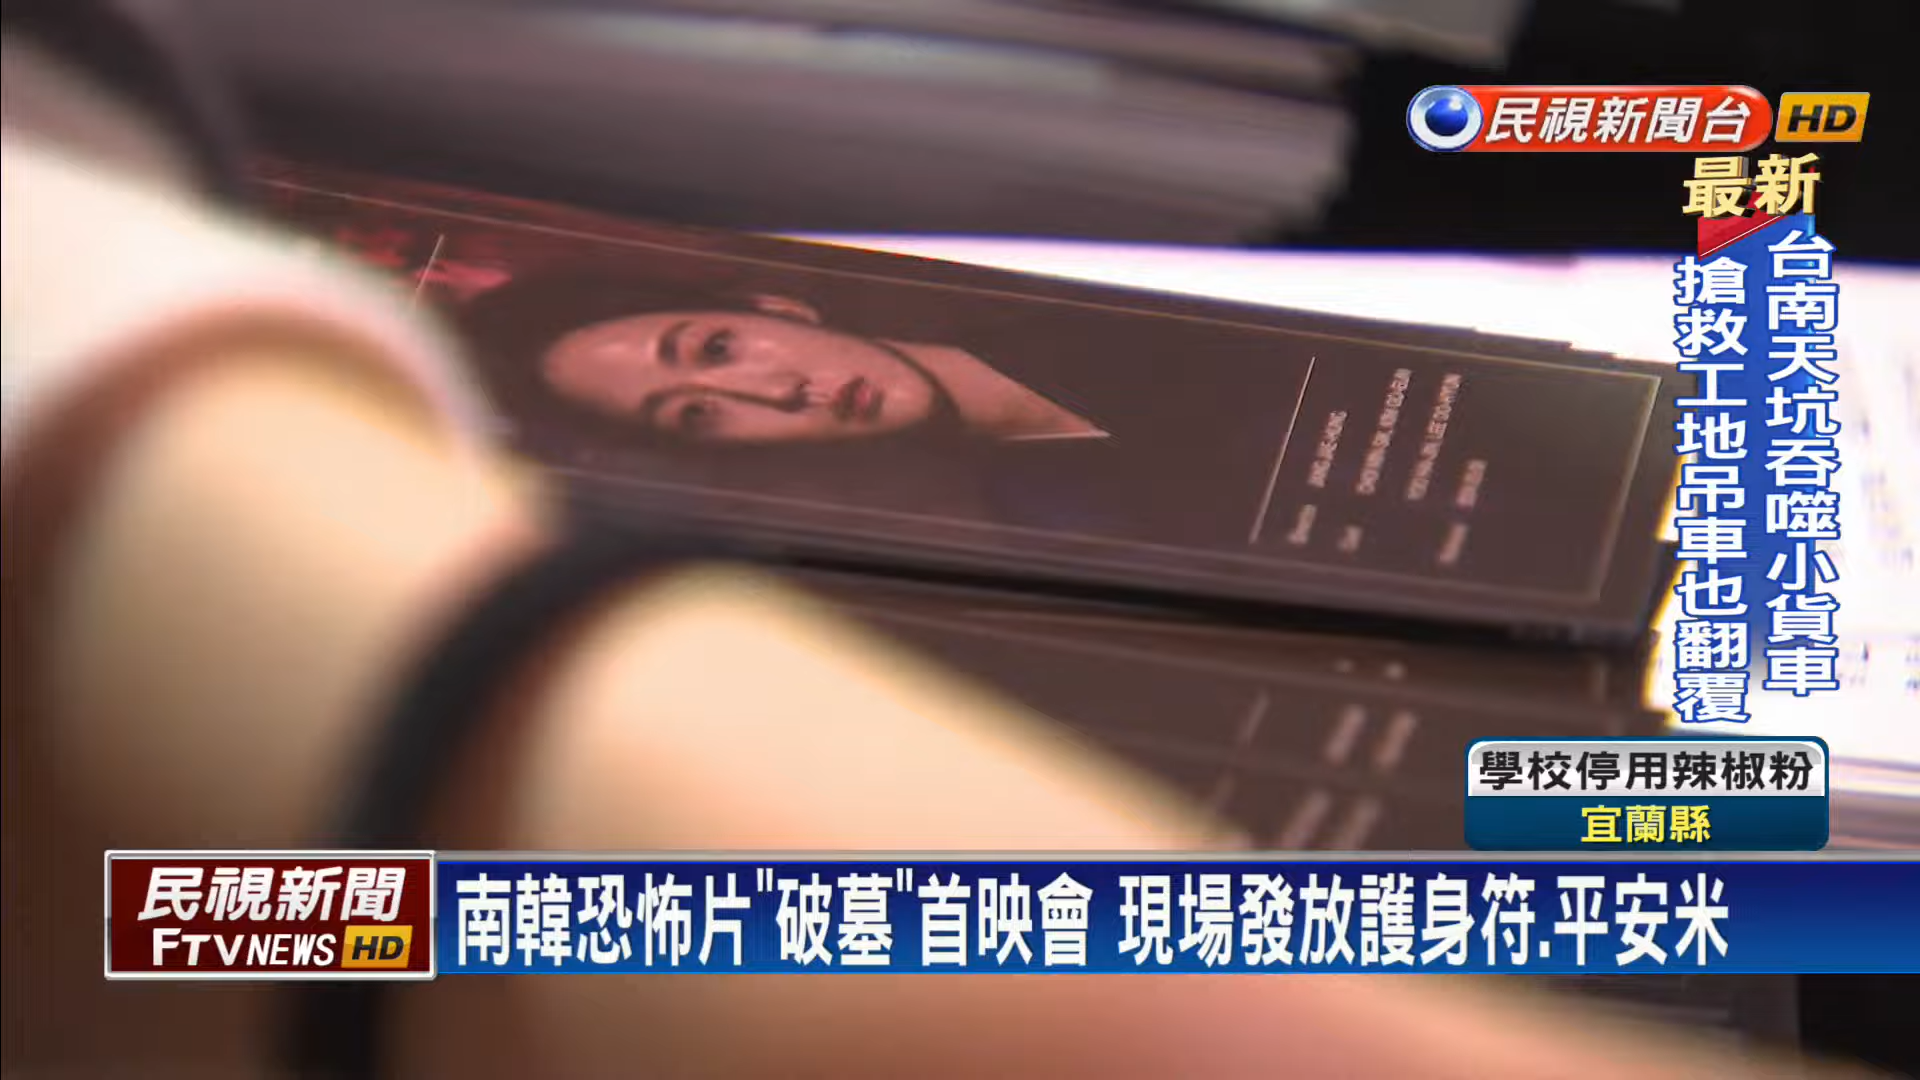 民視新聞台 HD
最新
台南天坑吞噬小貨車
搶救工地吊車也翻覆
學校停用辣椒粉
宜蘭縣
民視新聞
FTVNEWS HD
南韓恐怖片"破墓"首映會 現場發放護身符.平安米
JANG JAE-HYUN